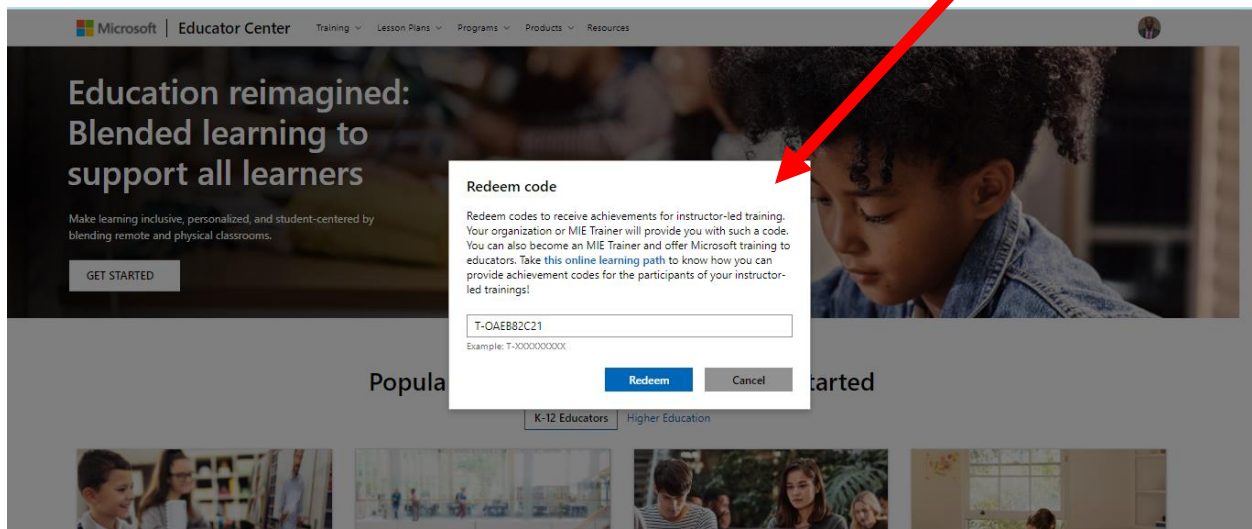 Microsoft | Educator Center Training Lesson Plans Programs Products Resources
Education reimagined:
Blended learning to
support all learners
Make learning inclusive, personalized, and student-centered by
blending remote and physical classrooms.
GET STARTED
Redeem code
Redeem codes to receive achievements for instructor-led training.
Your organization or MIE Trainer will provide you with such a code.
You can also become an MIE Trainer and offer Microsoft training to
educators. Take this online learning path to know how you can
provide achievement codes for the participants of your instructor-
led trainings!
T-OAEB82C21
Example: T-XXXXXXXXX
Redeem Cancel
Popula tarted
K-12 Educators Higher Education